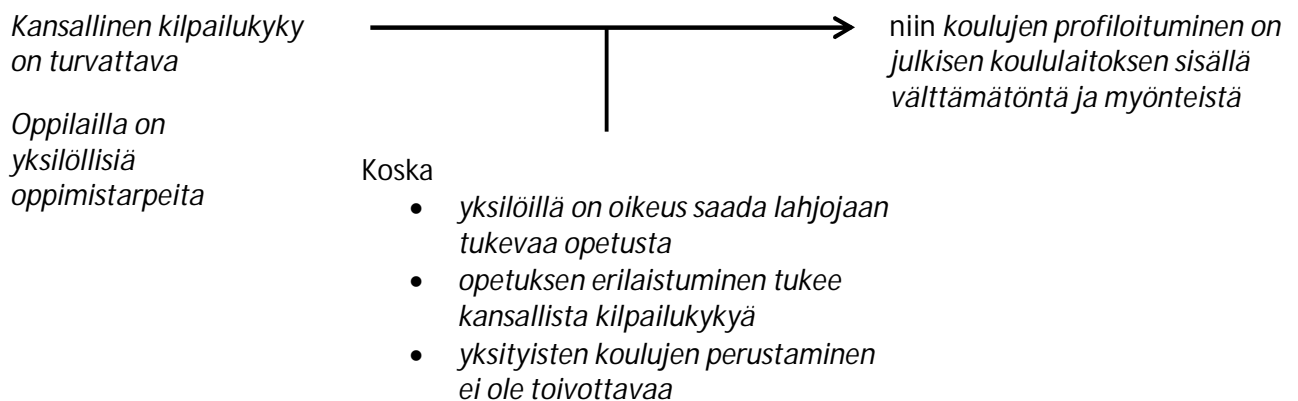 Kansallinen kilpailukyky
on turvattava
Oppilailla on
yksilöllisiä
oppimistarpeita
niin koulujen profiloituminen on
julkisen koululaitoksen sisällä
välttämätöntä ja myönteistä
Koska
• yksilöillä on oikeus saada lahjojaan
tukevaa opetusta
• opetuksen erilaistuminen tukee
kansallista kilpailukykyä
• yksityisten koulujen perustaminen
ei ole toivottavaa